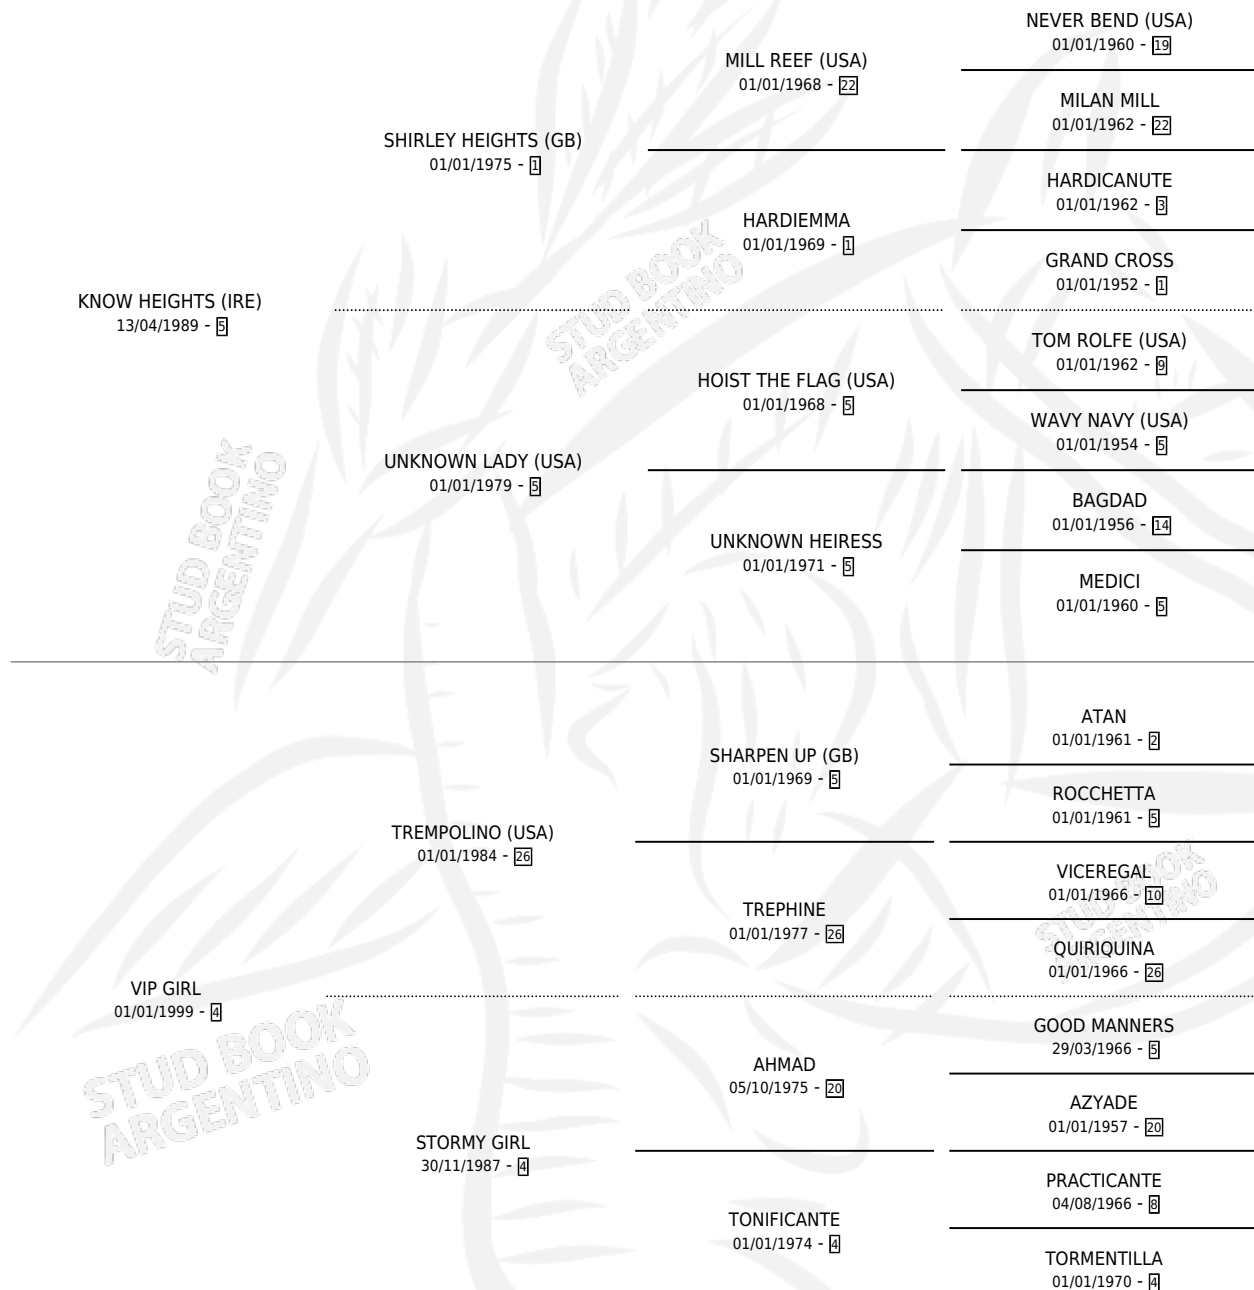 NEVER BEND (USA)
01/01/1960 - 19
MILL REEF (USA)
01/01/1968 - 22
MILAN MILL
01/01/1962 - 22
SHIRLEY HEIGHTS (GB)
01/01/1975 - 1
HARDICANUTE
01/01/1962 - 3
HARDIEMMA
01/01/1969 - 1
GRAND CROSS
01/01/1952 - 1
KNOW HEIGHTS (IRE)
13/04/1989 - 5
TOM ROLFE (USA)
01/01/1962 - 9
HOIST THE FLAG (USA)
01/01/1968 - 5
WAVY NAVY (USA)
01/01/1954 - 5
UNKNOWN LADY (USA)
01/01/1979 - 5
BAGDAD
01/01/1956 - 14
UNKNOWN HEIRESS
01/01/1971 - 5
MEDICI
01/01/1960 - 5
ATAN
01/01/1961 - 2
SHARPEN UP (GB)
01/01/1969 - 5
ROCCHETTA
01/01/1961 - 5
TREMPOLINO (USA)
01/01/1984 - 26
VICEREGAL
01/01/1966 - 10
TREPHINE
01/01/1977 - 26
QUIRIQUINA
01/01/1966 - 26
VIP GIRL
01/01/1999 - 4
GOOD MANNERS
29/03/1966 - 5
AHMAD
05/10/1975 - 20
AZYADE
01/01/1957 - 20
STORMY GIRL
30/11/1987 - 4
PRACTICANTE
04/08/1966 - 8
TONIFICANTE
01/01/1974 - 4
TORMENTILLA
01/01/1970 - 4
STUD BOOK
ARGENTINO
STUD BOOK
ARGENTINO
STUD BOOK
ARGENTINO
STUD BOOK
ARGENTINO